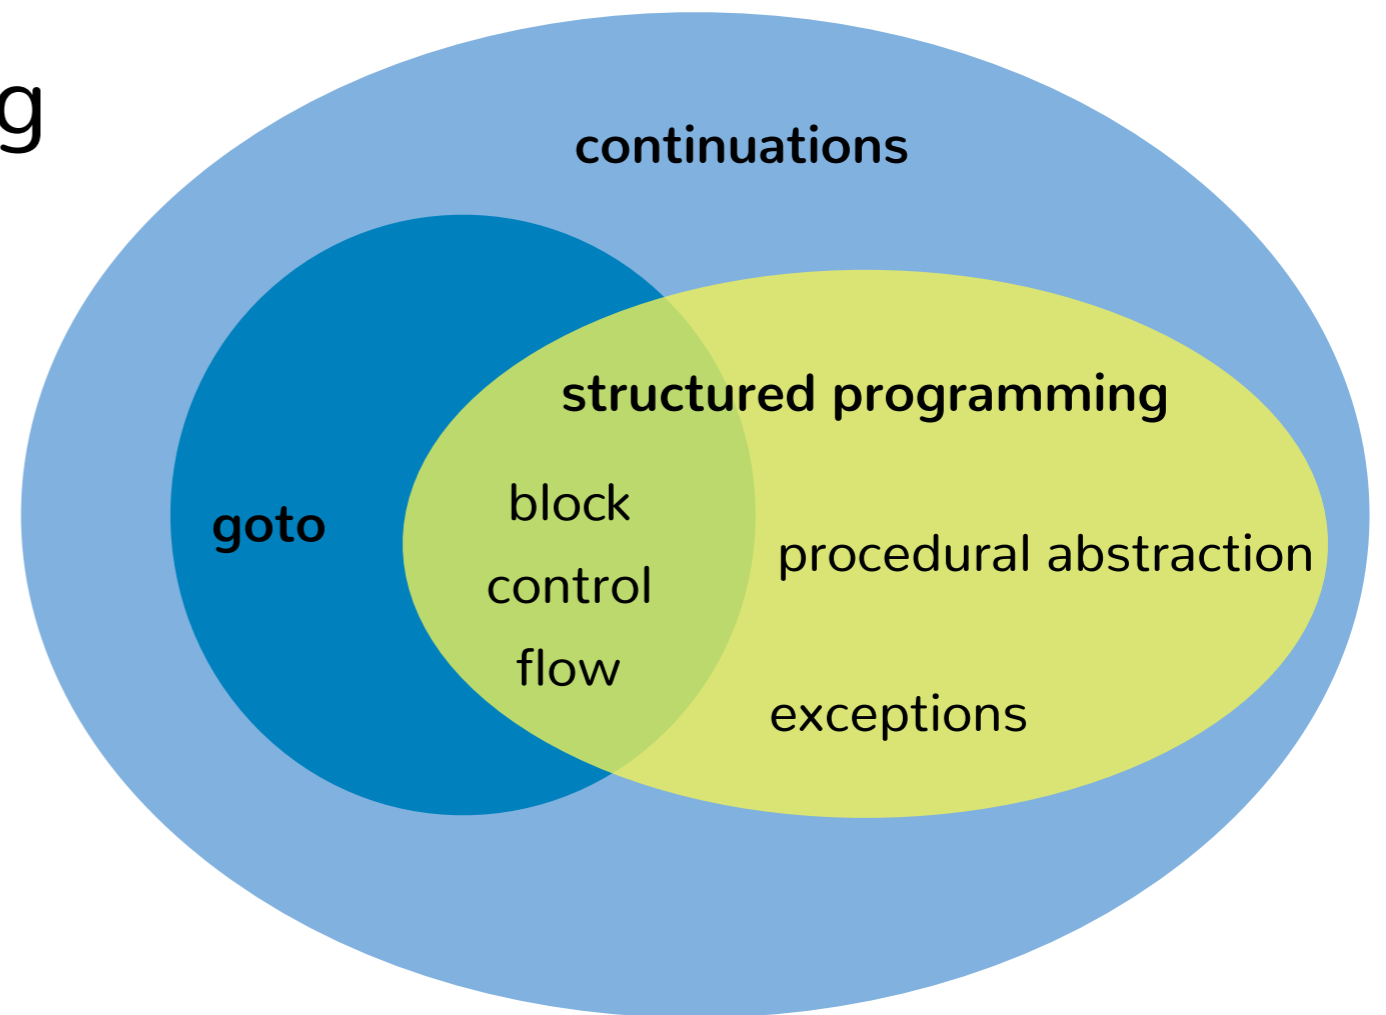 g
continuations
structured programming
block
goto
control
flow
procedural abstraction
exceptions